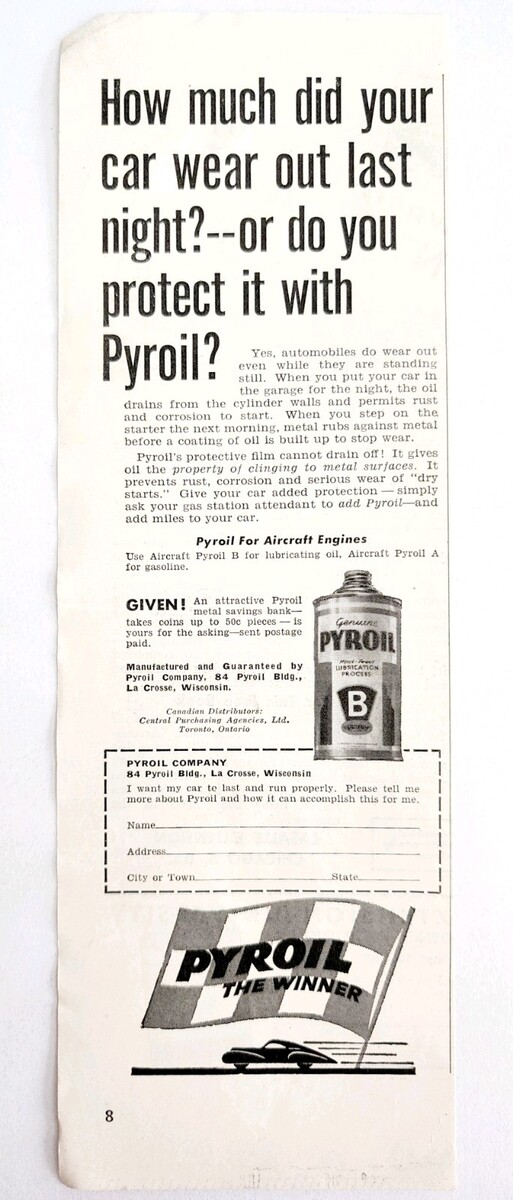 How much did your
car wear out last
night?--or do you
protect it with
Pyroil?
Yes, automobiles do wear out
even while they are standing
still. When you put your car in
the garage for the night, the oil
drains from the cylinder walls and permits rust
and corrosion to start. When you step on the
starter the next morning, metal rubs against metal
before a coating of oil is built up to stop wear.
Pyroil's protective film cannot drain off! It gives
oil the property of clinging to metal surfaces. It
prevents rust, corrosion and serious wear of "dry
starts." Give your car added protection — simply
ask your gas station attendant to add Pyroil—and
add miles to your car.
Pyroil For Aircraft Engines
Use Aircraft Pyroil B for lubricating oil, Aircraft Pyroil A
for gasoline.
GIVEN! An attractive Pyroil
metal savings bank—
takes coins up to 50c pieces — is
yours for the asking—sent postage
paid.
Manufactured and Guaranteed by
Pyroil Company, 84 Pyroil Bldg.,
La Crosse, Wisconsin.
Canadian Distributors:
Central Purchasing Agencies, Ltd.
Toronto, Ontario
Genuine
PYROIL
LUBRICATION
PROCESS
B
PYROIL COMPANY
84 Pyroil Bldg., La Crosse, Wisconsin
I want my car to last and run properly. Please tell me
more about Pyroil and how it can accomplish this for me.
Name
Address
City or Town State
PYROIL
THE WINNER
8